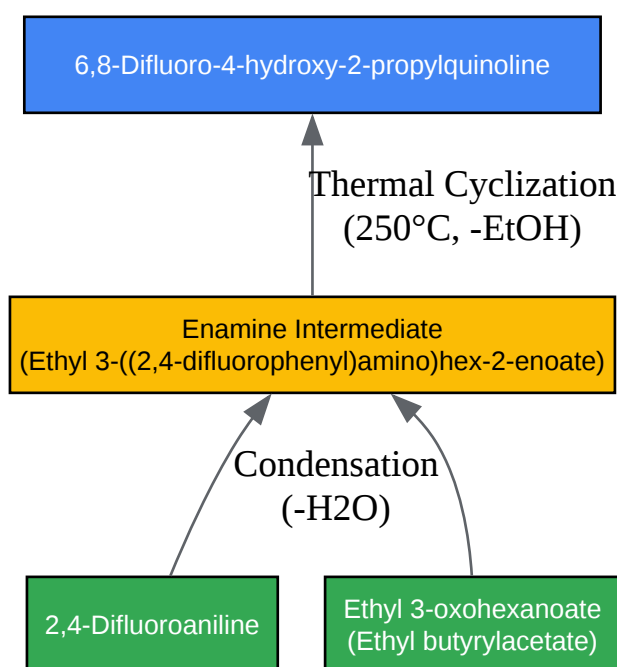 6,8-Difluoro-4-hydroxy-2-propylquinoline
Thermal Cyclization
(250°C, -EtOH)
Enamine Intermediate
(Ethyl 3-((2,4-difluorophenyl)amino)hex-2-enoate)
Condensation
(-H2O)
2,4-Difluoroaniline
Ethyl 3-oxohexanoate
(Ethyl butyrylacetate)